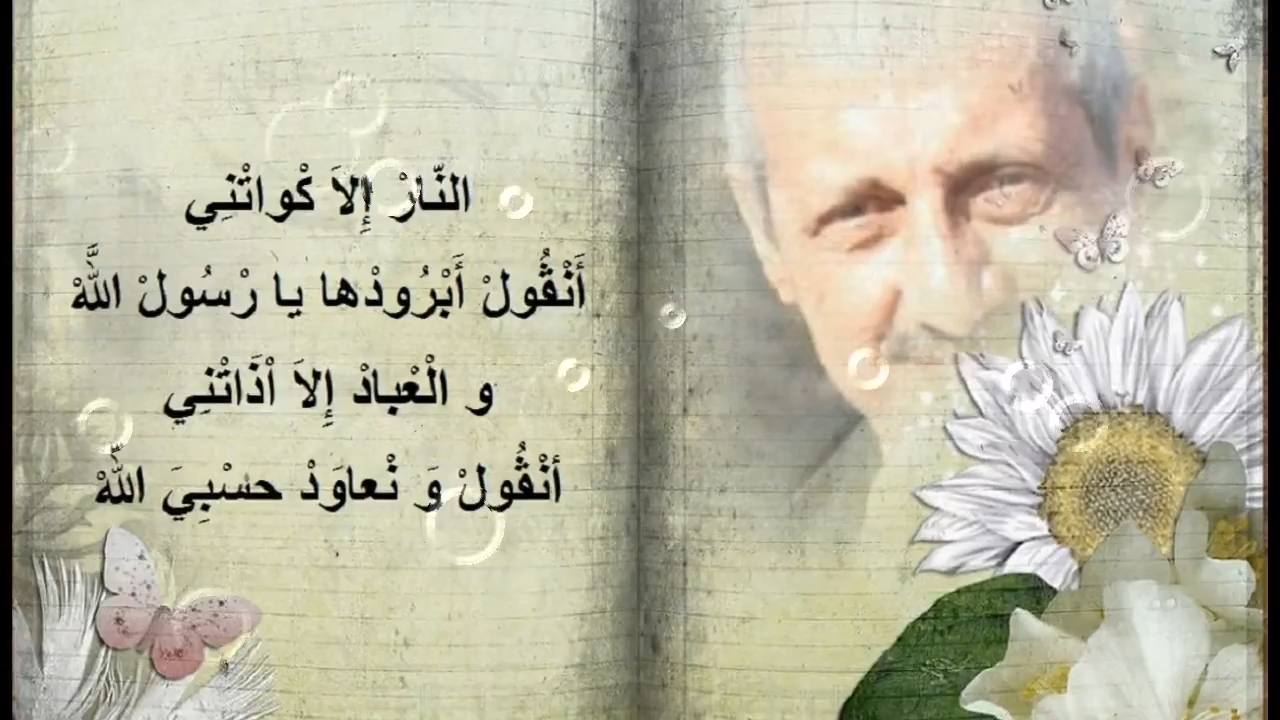 النّارْ إِلاَ كْواتْنِي
أَنْڨُولْ أَبْرُودْها يا رْسُولْ اللَّهْ
و الْعْبادْ إِلاَ اْذَاتْنِي
أنْڨُولْ وَ نْعاوَدْ حسْبِيَ اللَّهْ